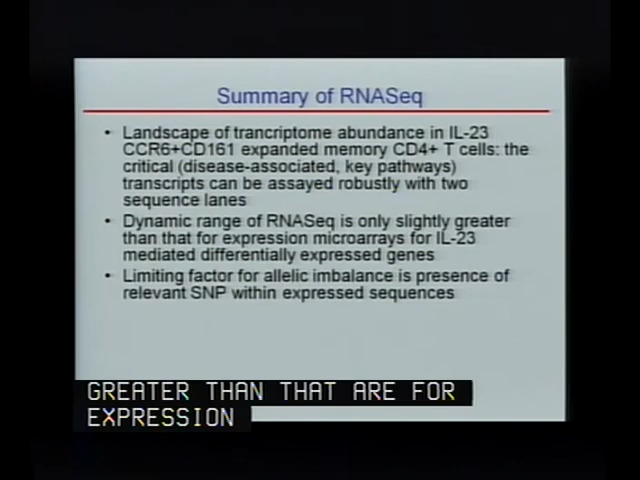 Summary of RNASeq
• Landscape of trancriptome abundance in IL-23
CCR6+CD161 expanded memory CD4+ T cells: the
critical (disease-associated, key pathways)
transcripts can be assayed robustly with two
sequence lanes
• Dynamic range of RNASeq is only slightly greater
than that for expression microarrays for IL-23
mediated differentially expressed genes
• Limiting factor for allelic imbalance is presence of
relevant SNP within expressed sequences
GREATER THAN THAT ARE FOR
EXPRESSION